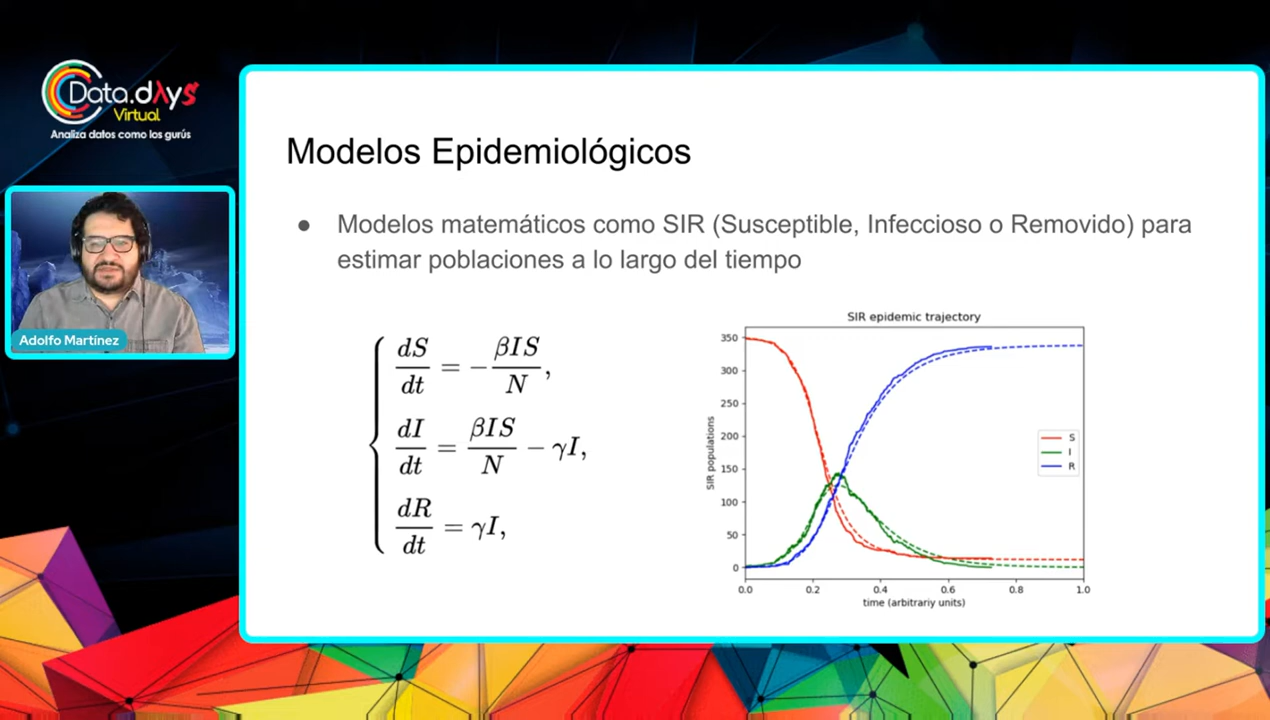 Data.dλys
Virtual
Analiza datos como los gurús
Adolfo Martínez
Modelos Epidemiológicos
● Modelos matemáticos como SIR (Susceptible, Infeccioso o Removido) para
estimar poblaciones a lo largo del tiempo
dS/dt = −βIS/N,
dI/dt = βIS/N − γI,
dR/dt = γI,
SIR epidemic trajectory
SIR populations
350
300
250
200
150
100
50
0
0.0 0.2 0.4 0.6 0.8 1.0
time (arbitrariy units)
S
I
R